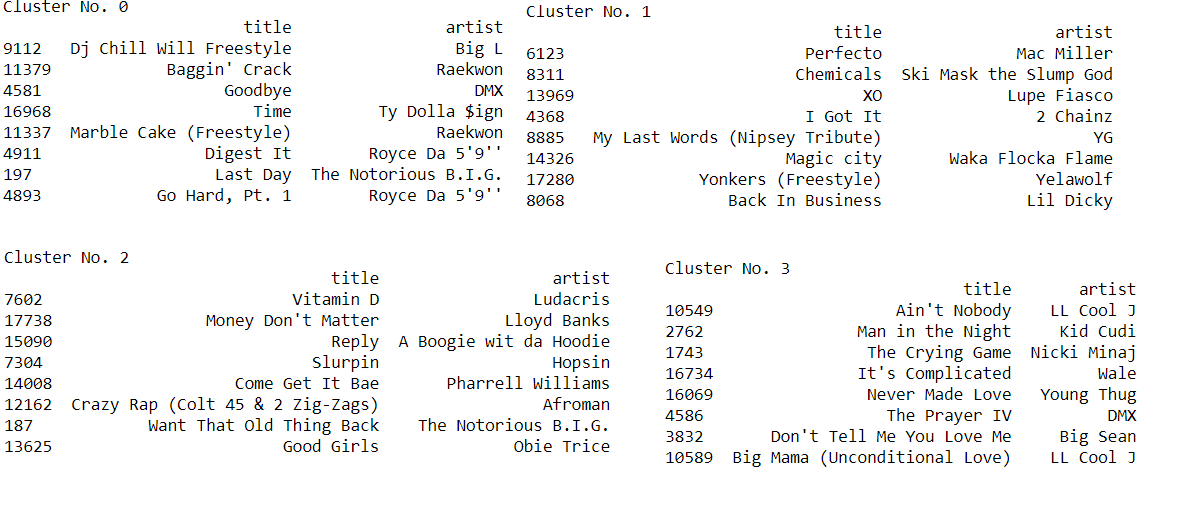 Cluster No. 0
title artist
9112 Dj Chill Will Freestyle Big L
11379 Baggin' Crack Raekwon
4581 Goodbye DMX
16968 Time Ty Dolla $ign
11337 Marble Cake (Freestyle) Raekwon
4911 Digest It Royce Da 5'9''
197 Last Day The Notorious B.I.G.
4893 Go Hard, Pt. 1 Royce Da 5'9''
Cluster No. 1
title artist
6123 Perfecto Mac Miller
8311 Chemicals Ski Mask the Slump God
13969 XO Lupe Fiasco
4368 I Got It 2 Chainz
8885 My Last Words (Nipsey Tribute) YG
14326 Magic city Waka Flocka Flame
17280 Yonkers (Freestyle) Yelawolf
8068 Back In Business Lil Dicky
Cluster No. 2
title artist
7602 Vitamin D Ludacris
17738 Money Don't Matter Lloyd Banks
15090 Reply A Boogie wit da Hoodie
7304 Slurpin Hopsin
14008 Come Get It Bae Pharrell Williams
12162 Crazy Rap (Colt 45 & 2 Zig-Zags) Afroman
187 Want That Old Thing Back The Notorious B.I.G.
13625 Good Girls Obie Trice
Cluster No. 3
title artist
10549 Ain't Nobody LL Cool J
2762 Man in the Night Kid Cudi
1743 The Crying Game Nicki Minaj
16734 It's Complicated Wale
16069 Never Made Love Young Thug
4586 The Prayer IV DMX
3832 Don't Tell Me You Love Me Big Sean
10589 Big Mama (Unconditional Love) LL Cool J